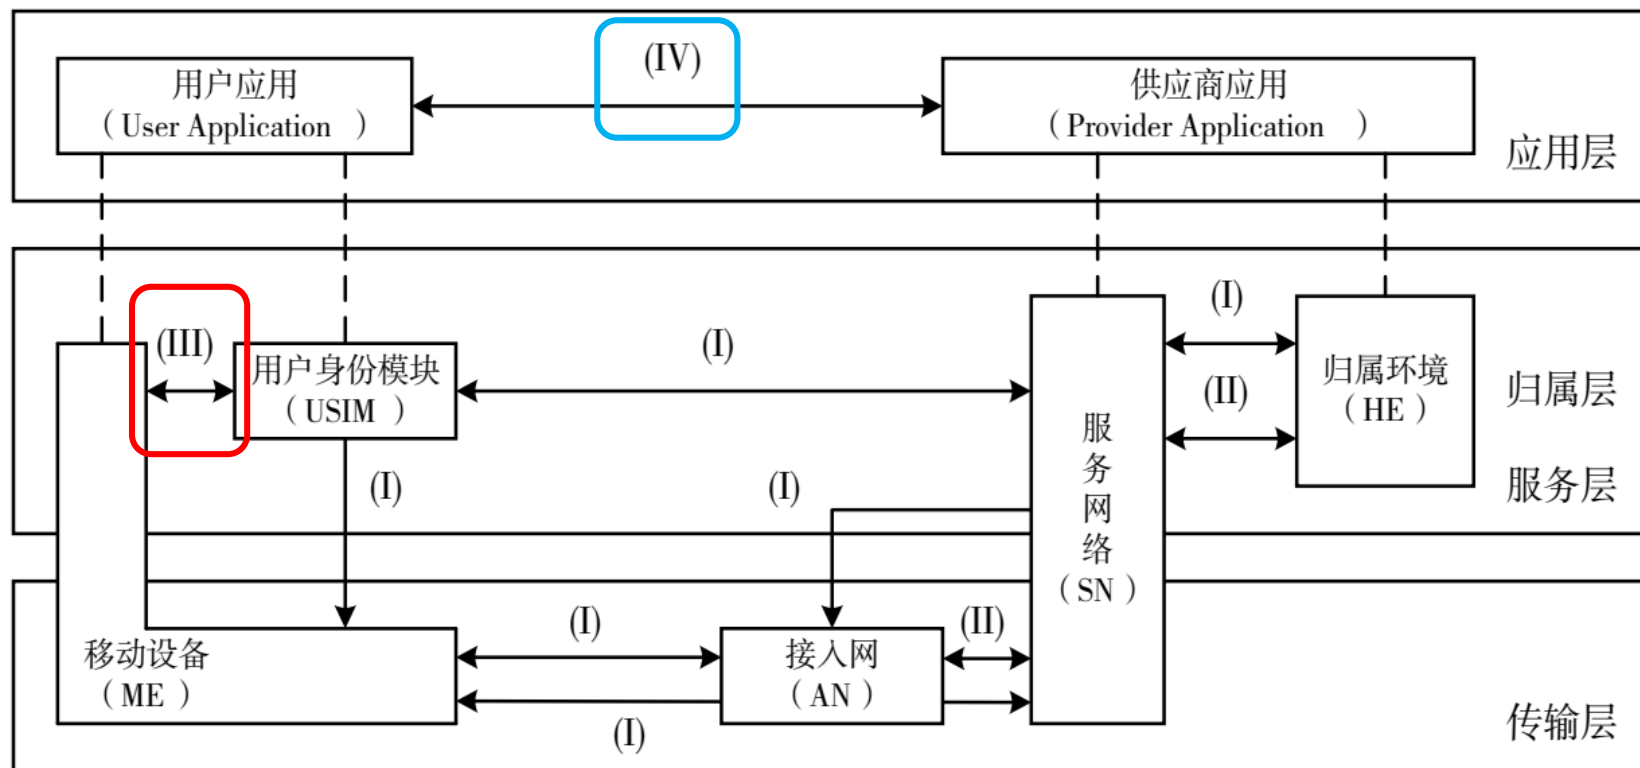 (IV)
用户应用
( User Application )
供应商应用
( Provider Application )
应用层
(III)
用户身份模块
( USIM )
(I)
(I)
(II)
归属环境
( HE )
归属层
服务网络
( SN )
(I)
(I)
服务层
移动设备
( ME )
(I)
接入网
( AN )
(II)
(I)
传输层